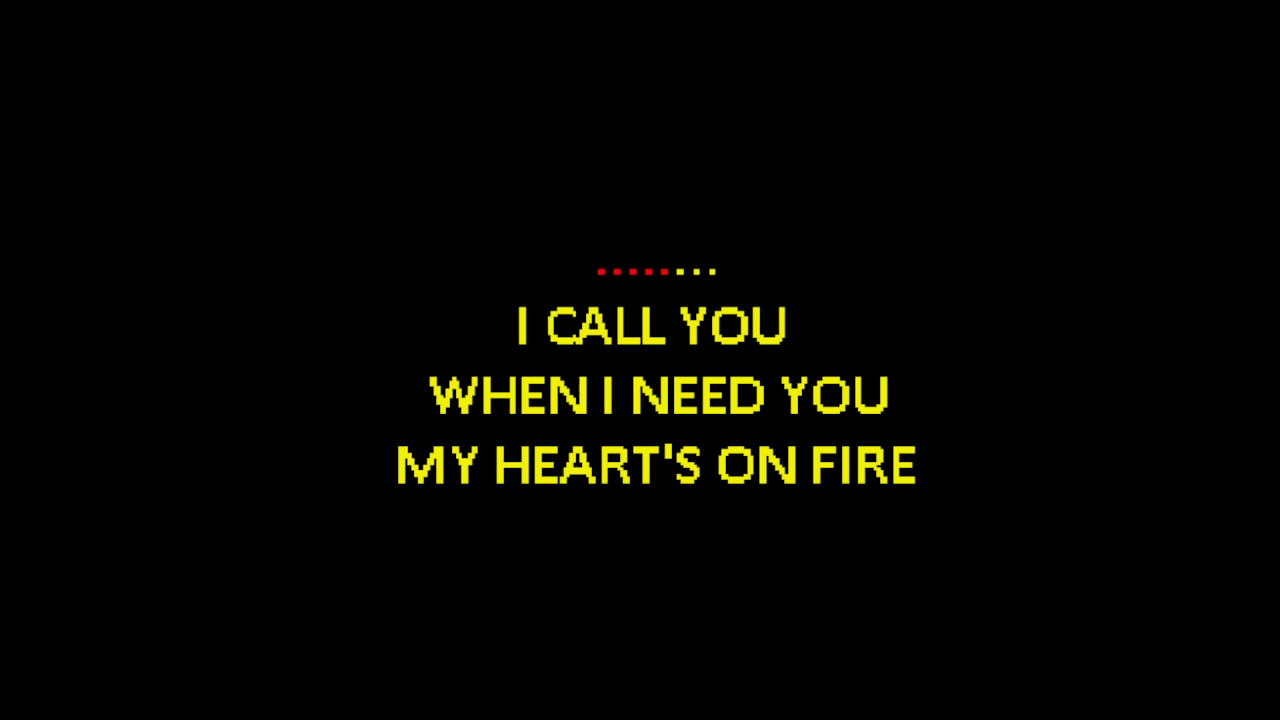 ........
I CALL YOU
WHEN I NEED YOU
MY HEART'S ON FIRE